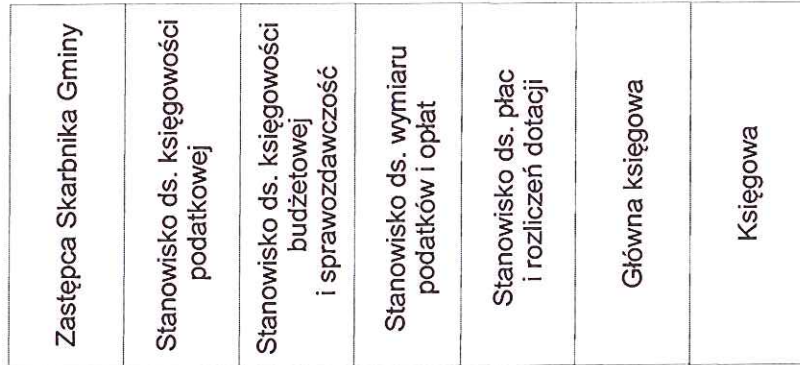 Zastępca Skarbnika Gminy
Stanowisko ds. księgowości
podatkowej
Stanowisko ds. księgowości
budżetowej
i sprawozdawczość
Stanowisko ds. wymiaru
podatków i opłat
Stanowisko ds. płac
i rozliczeń dotacji
Główna księgowa
Księgowa